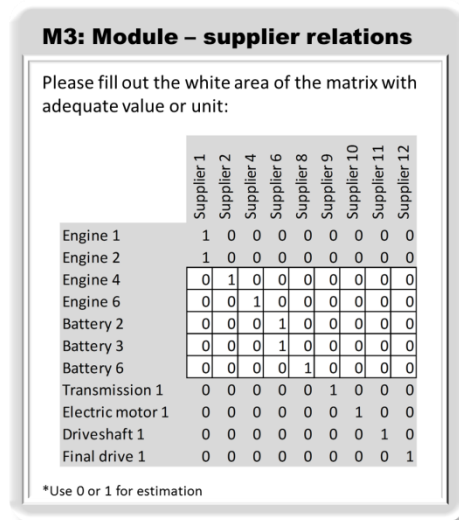 M3: Module – supplier relations
Please fill out the white area of the matrix with
adequate value or unit:
Supplier 1 Supplier 2 Supplier 4 Supplier 6 Supplier 8 Supplier 9 Supplier 10 Supplier 11 Supplier 12
Engine 1 1 0 0 0 0 0 0 0 0
Engine 2 1 0 0 0 0 0 0 0 0
Engine 4 0 1 0 0 0 0 0 0 0
Engine 6 0 0 1 0 0 0 0 0 0
Battery 2 0 0 0 1 0 0 0 0 0
Battery 3 0 0 0 1 0 0 0 0 0
Battery 6 0 0 0 0 1 0 0 0 0
Transmission 1 0 0 0 0 0 1 0 0 0
Electric motor 1 0 0 0 0 0 0 1 0 0
Driveshaft 1 0 0 0 0 0 0 0 1 0
Final drive 1 0 0 0 0 0 0 0 0 1
*Use 0 or 1 for estimation